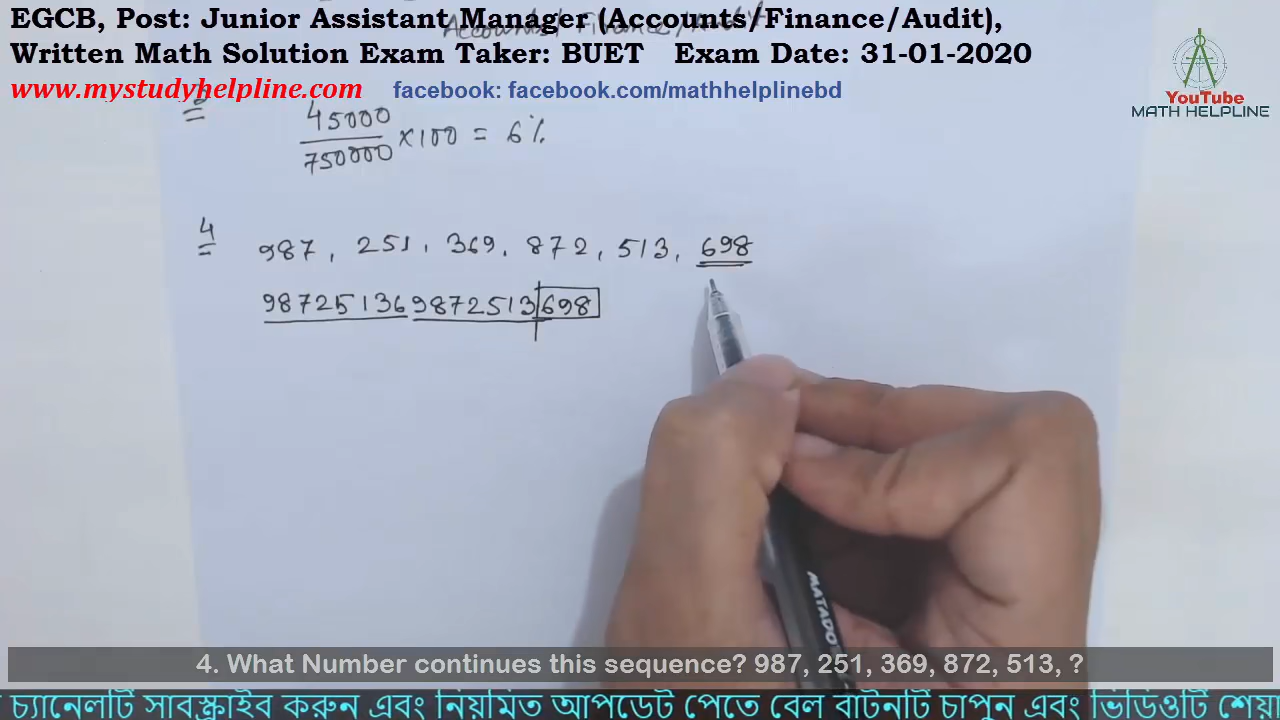 EGCB, Post: Junior Assistant Manager (Accounts/Finance/Audit),
Written Math Solution Exam Taker: BUET Exam Date: 31-01-2020
www.mystudyhelpline.com facebook: facebook.com/mathhelplinebd
YouTube
MATH HELPLINE
45000
750000
×100 = 6%
4
987, 251, 369, 872, 513, 698
987251369872513698
MATADO
4. What Number continues this sequence? 987, 251, 369, 872, 513, ?
চ্যানেলটি সাবস্ক্রাইব করুন এবং নিয়মিত আপডেট পেতে বেল বাটনটি চাপুন এবং ভিডিওটি শেয়া